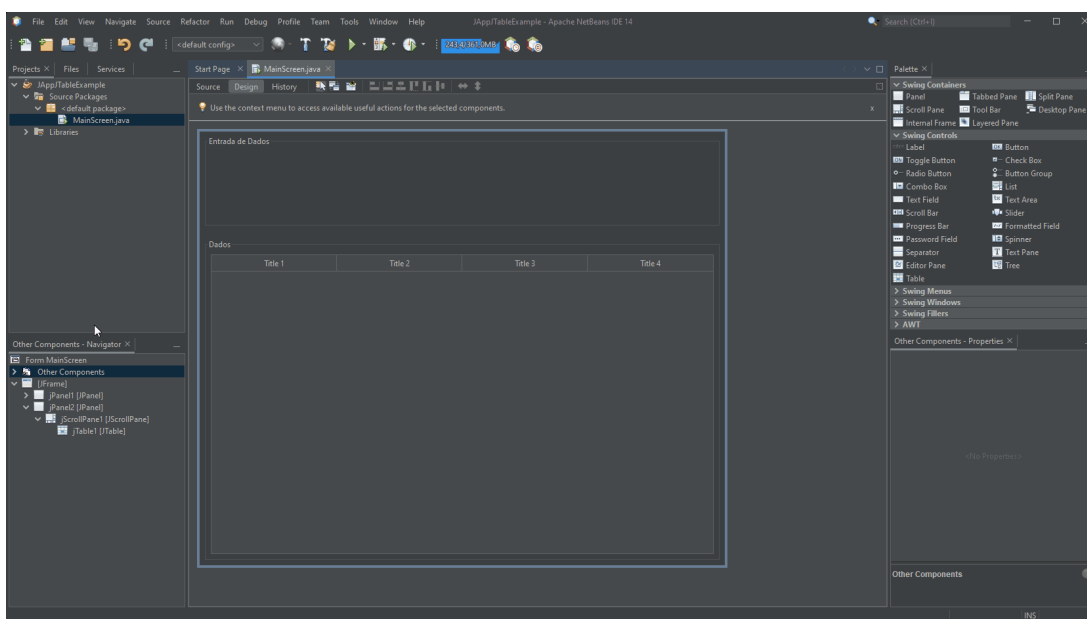 File Edit View Navigate Source Refactor Run Debug Profile Team Tools Window Help JAppJTableExample - Apache NetBeans IDE 14 Search (Ctrl+I)
<default config> 243,4/361,0MB
Projects Files Services
JAppJTableExample
Source Packages
<default package>
MainScreen.java
Libraries
Other Components - Navigator
Form MainScreen
Other Components
[JFrame]
jPanel1 [JPanel]
jPanel2 [JPanel]
jScrollPane1 [JScrollPane]
jTable1 [JTable]
Start Page MainScreen.java
Source Design History
Use the context menu to access available useful actions for the selected components. x
Entrada de Dados
Dados
Title 1 Title 2 Title 3 Title 4
Palette
Swing Containers
Panel Tabbed Pane Split Pane
Scroll Pane Tool Bar Desktop Pane
Internal Frame Layered Pane
Swing Controls
Label Button
Toggle Button Check Box
Radio Button Button Group
Combo Box List
Text Field Text Area
Scroll Bar Slider
Progress Bar Formatted Field
Password Field Spinner
Separator Text Pane
Editor Pane Tree
Table
Swing Menus
Swing Windows
Swing Fillers
AWT
Other Components - Properties
<No Properties>
Other Components
INS